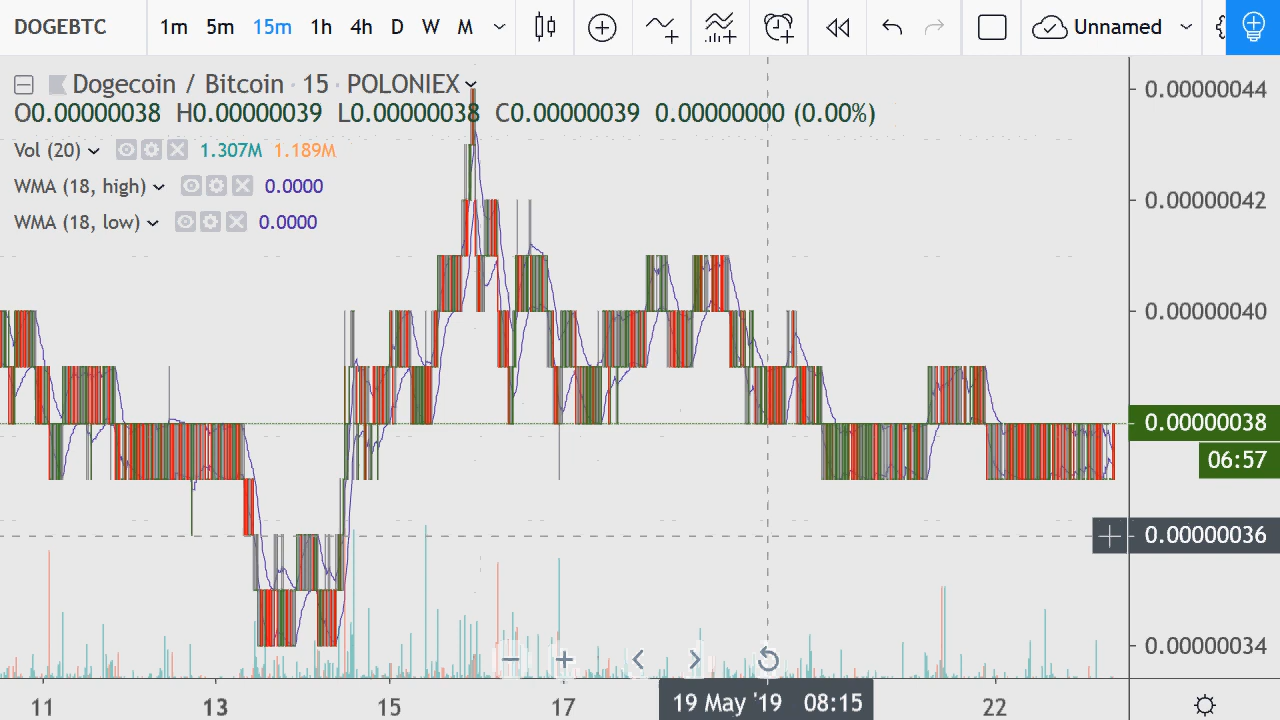 DOGEBTC 1m 5m 15m 1h 4h D W M Unnamed
Dogecoin / Bitcoin · 15 · POLONIEX
O0.00000038 H0.00000039 L0.00000038 C0.00000039 0.00000000 (0.00%)
Vol (20) 1.307M 1.189M
WMA (18, high) 0.0000
WMA (18, low) 0.0000
0.00000044
0.00000042
0.00000040
0.00000038
06:57
0.00000036
0.00000034
11 13 15 17 19 May '19 08:15 22